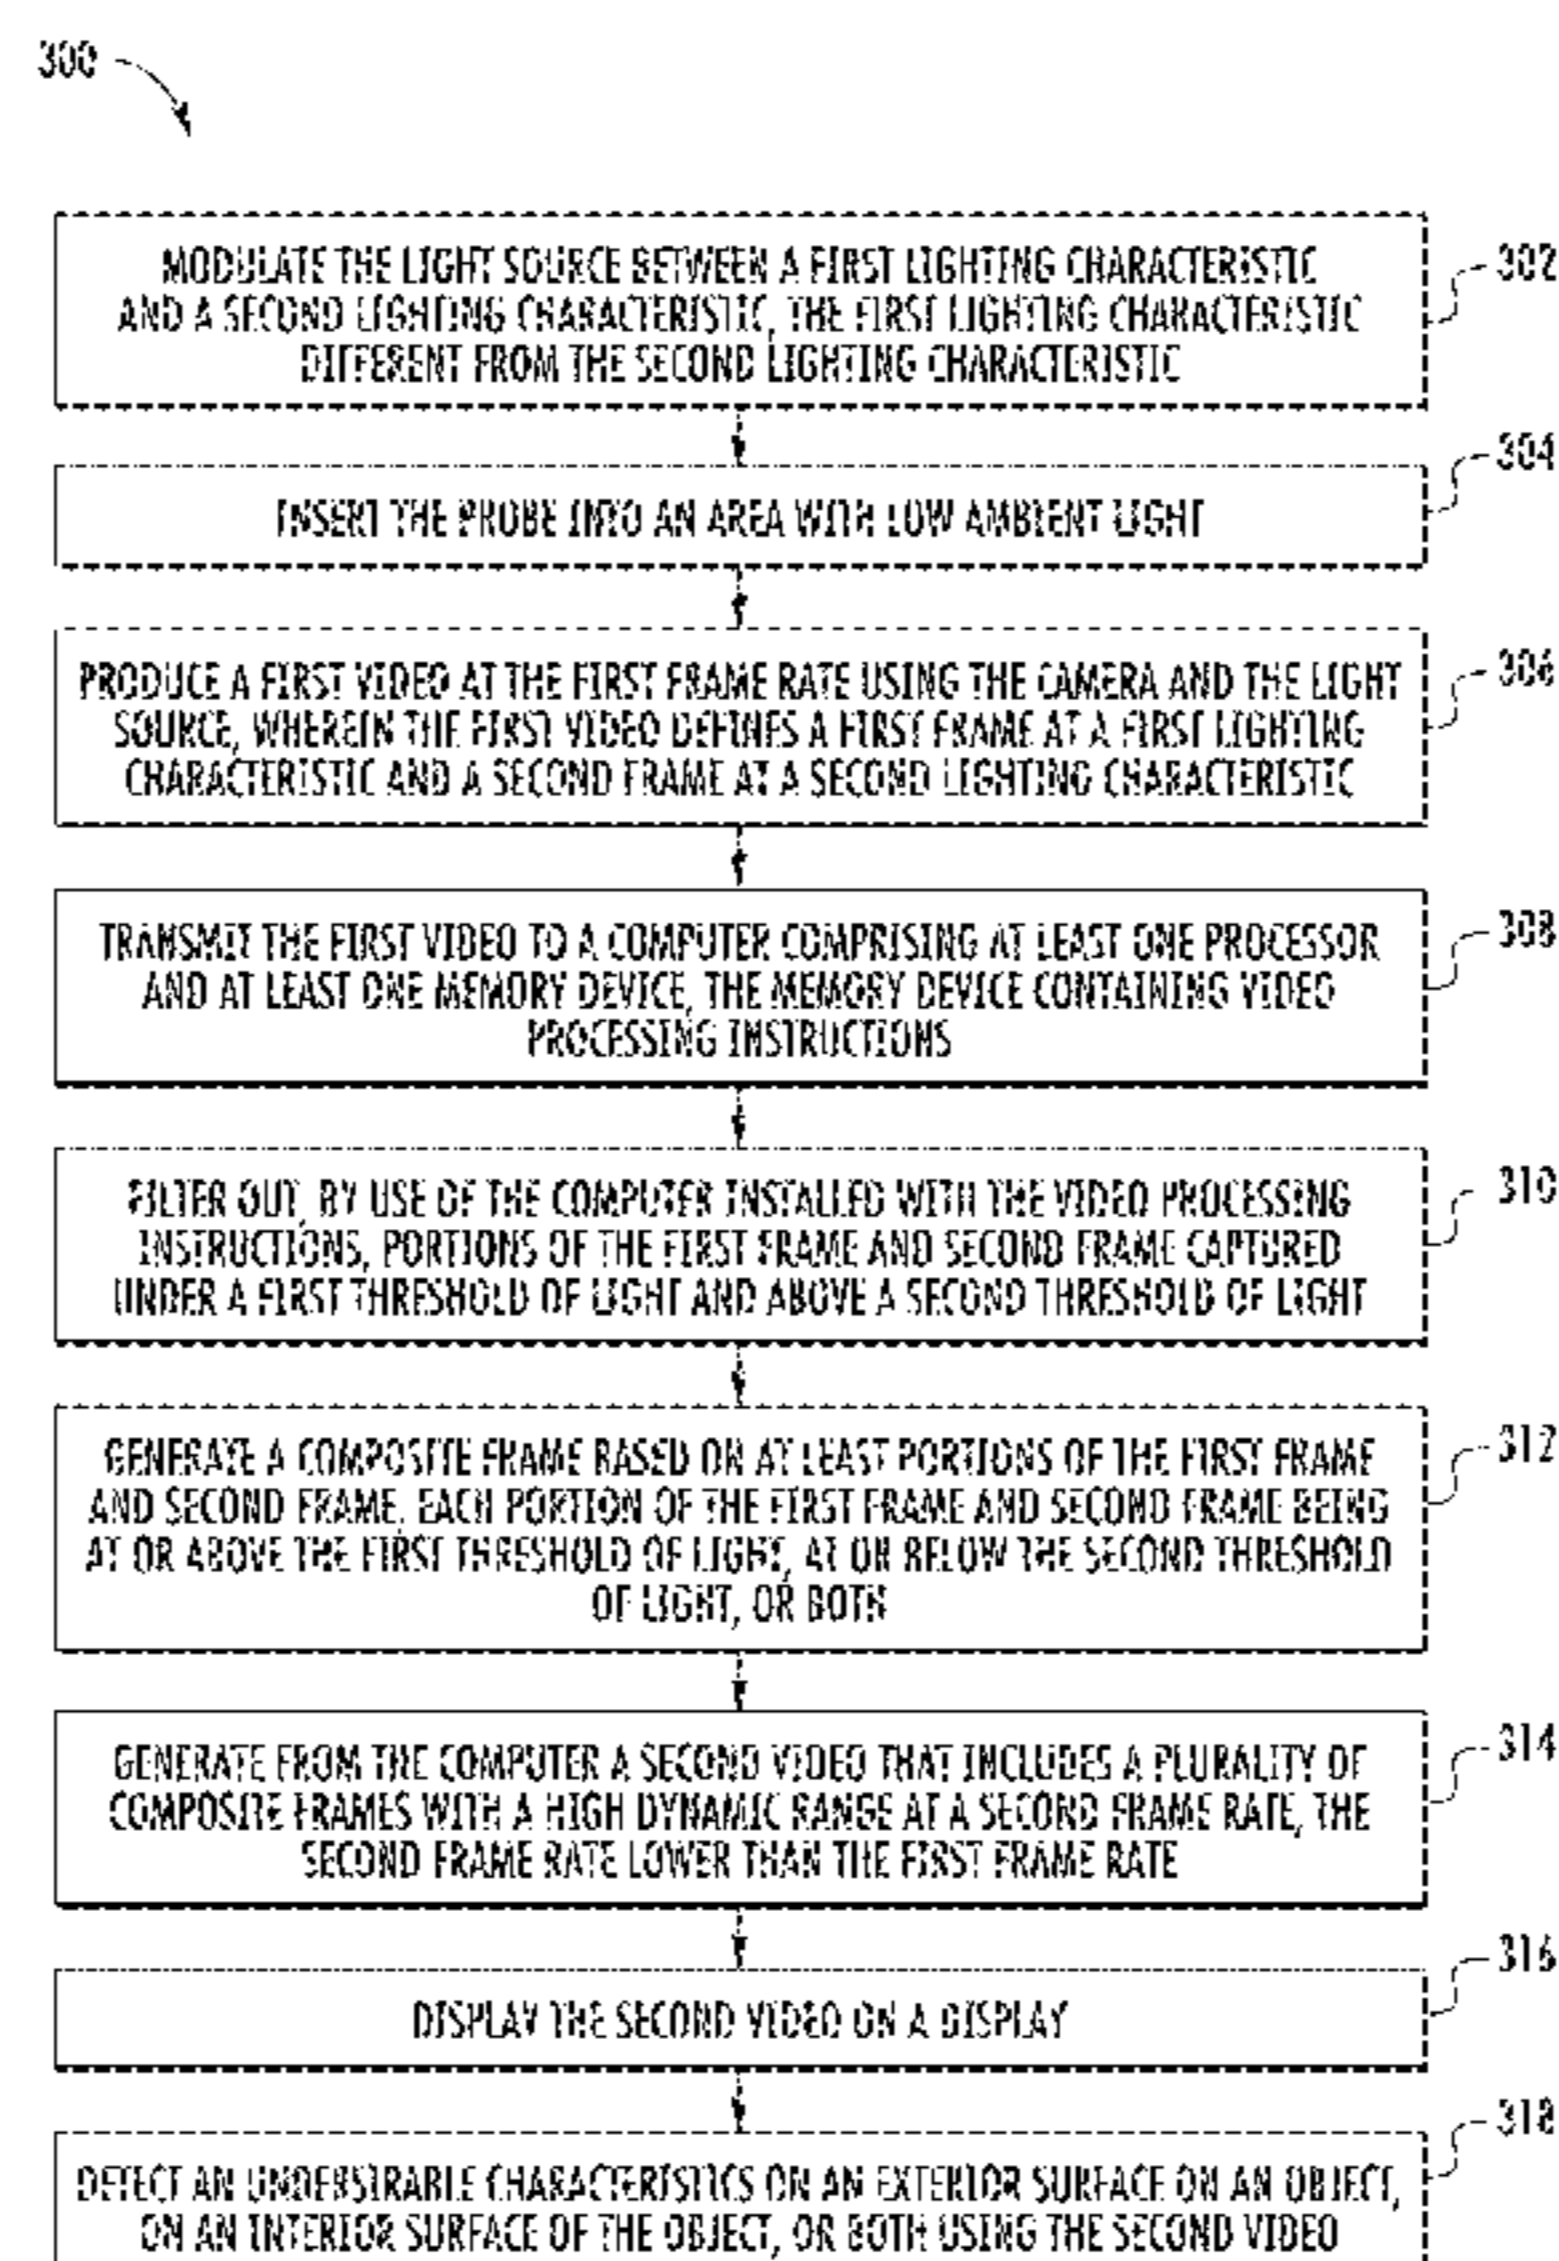 300
MODULATE THE LIGHT SOURCE BETWEEN A FIRST LIGHTING CHARACTERISTIC
AND A SECOND LIGHTING CHARACTERISTIC, THE FIRST LIGHTING CHARACTERISTIC
DIFFERENT FROM THE SECOND LIGHTING CHARACTERISTIC
302
INSERT THE PROBE INTO AN AREA WITH LOW AMBIENT LIGHT
304
PRODUCE A FIRST VIDEO AT THE FIRST FRAME RATE USING THE CAMERA AND THE LIGHT
SOURCE, WHEREIN THE FIRST VIDEO DEFINES A FIRST FRAME AT A FIRST LIGHTING
CHARACTERISTIC AND A SECOND FRAME AT A SECOND LIGHTING CHARACTERISTIC
306
TRANSMIT THE FIRST VIDEO TO A COMPUTER COMPRISING AT LEAST ONE PROCESSOR
AND AT LEAST ONE MEMORY DEVICE, THE MEMORY DEVICE CONTAINING VIDEO
PROCESSING INSTRUCTIONS
308
FILTER OUT, BY USE OF THE COMPUTER INSTALLED WITH THE VIDEO PROCESSING
INSTRUCTIONS, PORTIONS OF THE FIRST FRAME AND SECOND FRAME CAPTURED
UNDER A FIRST THRESHOLD OF LIGHT AND ABOVE A SECOND THRESHOLD OF LIGHT
310
GENERATE A COMPOSITE FRAME BASED ON AT LEAST PORTIONS OF THE FIRST FRAME
AND SECOND FRAME, EACH PORTION OF THE FIRST FRAME AND SECOND FRAME BEING
AT OR ABOVE THE FIRST THRESHOLD OF LIGHT, AT OR BELOW THE SECOND THRESHOLD
OF LIGHT, OR BOTH
312
GENERATE FROM THE COMPUTER A SECOND VIDEO THAT INCLUDES A PLURALITY OF
COMPOSITE FRAMES WITH A HIGH DYNAMIC RANGE AT A SECOND FRAME RATE, THE
SECOND FRAME RATE LOWER THAN THE FIRST FRAME RATE
314
DISPLAY THE SECOND VIDEO ON A DISPLAY
316
DETECT AN UNDERSIRABLE CHARACTERISTICS ON AN EXTERIOR SURFACE ON AN OBJECT,
ON AN INTERIOR SURFACE OF THE OBJECT, OR BOTH USING THE SECOND VIDEO
318